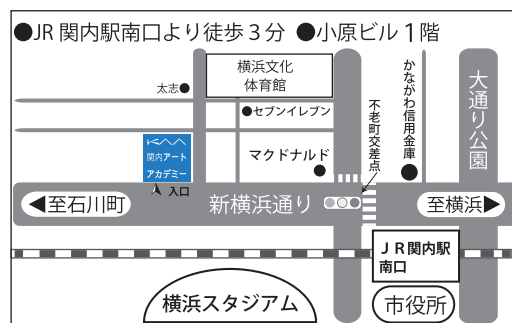 ●JR 関内駅南口より徒歩３分 ●小原ビル１階
横浜文化
体育館
太志●
●セブンイレブン
かながわ信用金庫
大通り公園
不老町交差点
関内アート
アカデミー
マクドナルド
入口
◀至石川町
新横浜通り
至横浜▶
ＪＲ関内駅
南口
横浜スタジアム
市役所